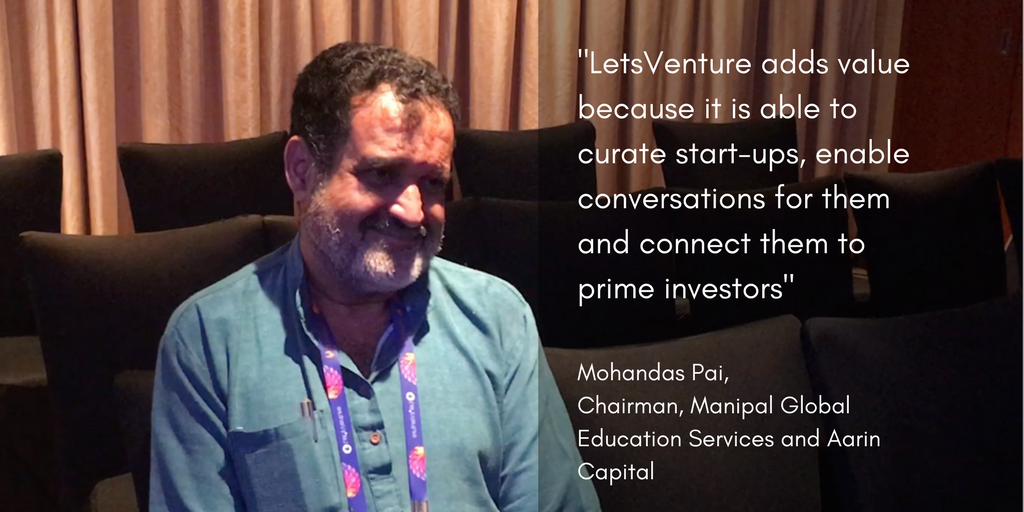 "LetsVenture adds value
because it is able to
curate start-ups, enable
conversations for them
and connect them to
prime investors"
Mohandas Pai,
Chairman, Manipal Global
Education Services and Aarin
Capital